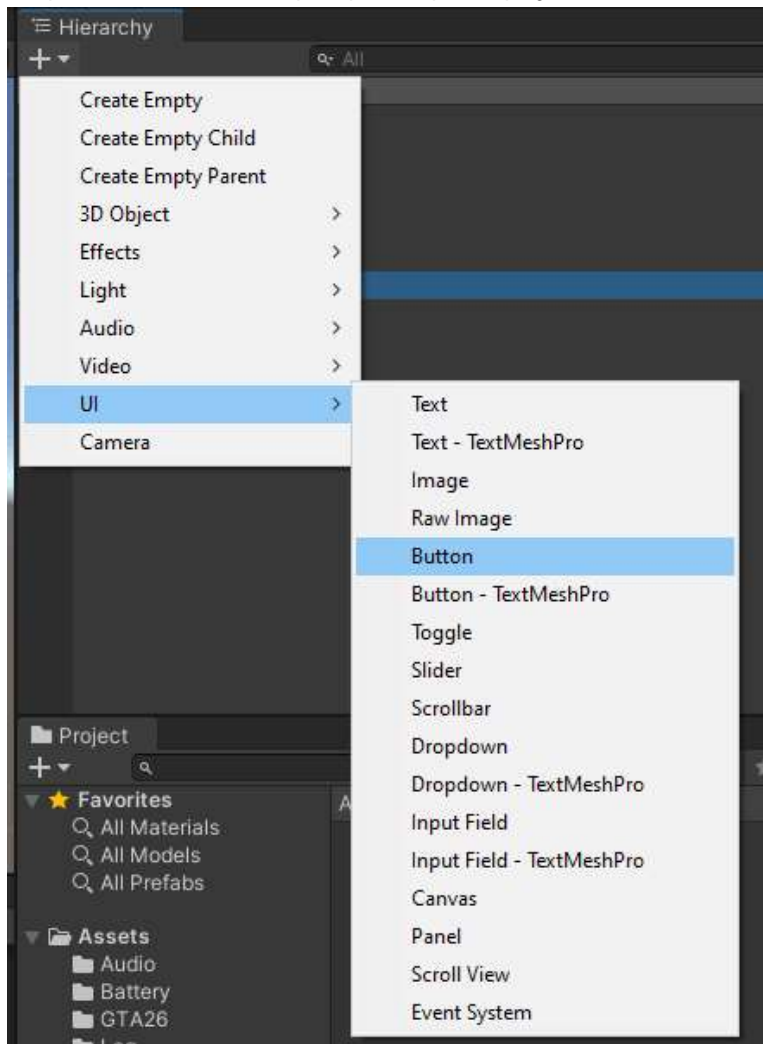 Hierarchy
All
Create Empty
Create Empty Child
Create Empty Parent
3D Object
Effects
Light
Audio
Video
UI
Camera
Text
Text - TextMeshPro
Image
Raw Image
Button
Button - TextMeshPro
Toggle
Slider
Scrollbar
Dropdown
Dropdown - TextMeshPro
Input Field
Input Field - TextMeshPro
Canvas
Panel
Scroll View
Event System
Project
Favorites
All Materials
All Models
All Prefabs
Assets
Audio
Battery
GTA26